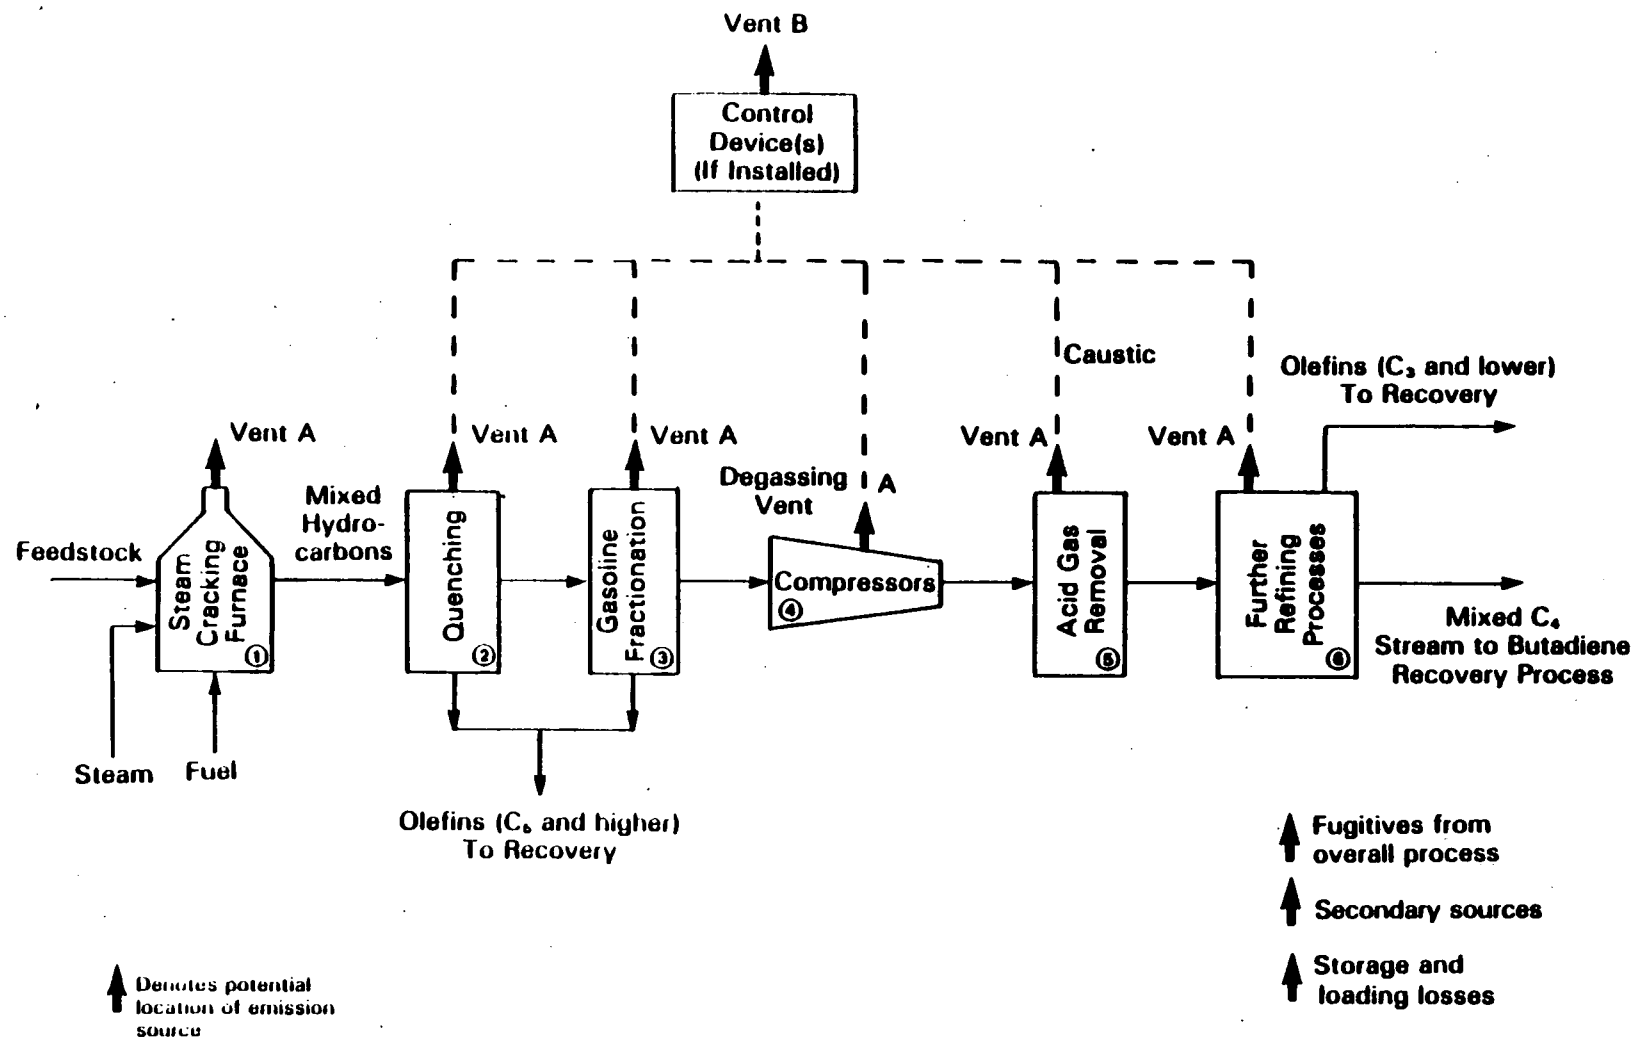 Vent B
Control
Device(s)
(If Installed)
Caustic
Olefins (C₃ and lower)
To Recovery
Vent A
Vent A
Vent A
Degassing
Vent
A
Vent A
Vent A
Feedstock
Mixed
Hydro-
carbons
Steam
Cracking
Furnace
①
Quenching
②
Gasoline
Fractionation
③
Compressors
④
Acid Gas
Removal
⑤
Further
Refining
Processes
⑥
Mixed C₄
Stream to Butadiene
Recovery Process
Steam
Fuel
Olefins (C₅ and higher)
To Recovery
Fugitives from
overall process
Secondary sources
Storage and
loading losses
Denotes potential
location of emission
source